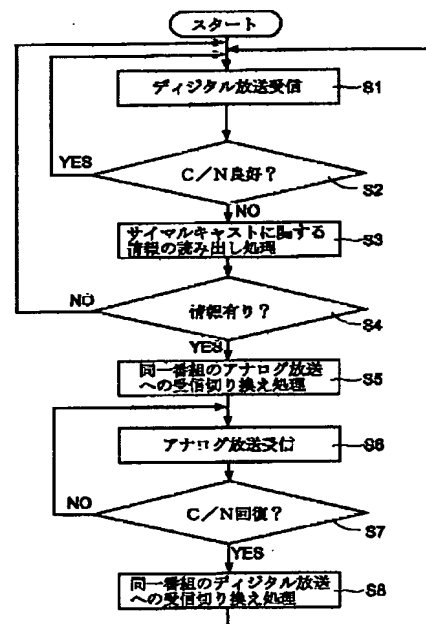 スタート
ディジタル放送受信
S1
YES
C/N良好?
S2
NO
サイマルキャストに関する
情報の読み出し処理
S3
NO
情報有り?
S4
YES
同一番組のアナログ放送
への受信切り換え処理
S5
アナログ放送受信
S6
NO
C/N回復?
S7
YES
同一番組のディジタル放送
への受信切り換え処理
S8